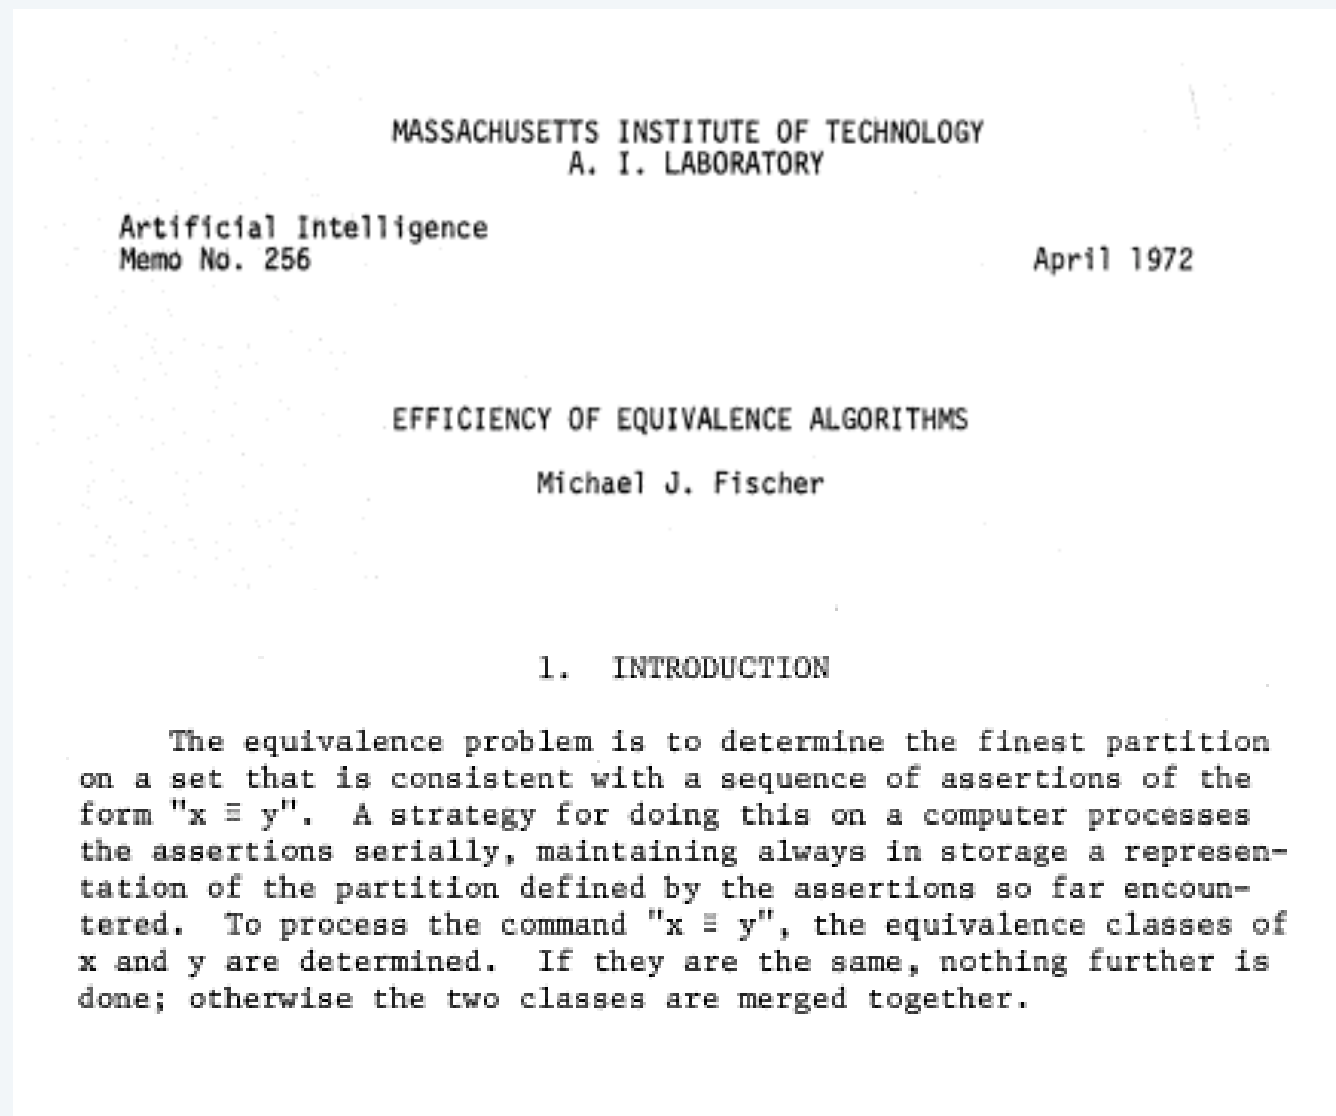 MASSACHUSETTS INSTITUTE OF TECHNOLOGY
A. I. LABORATORY
Artificial Intelligence
Memo No. 256 April 1972
EFFICIENCY OF EQUIVALENCE ALGORITHMS
Michael J. Fischer
1. INTRODUCTION
The equivalence problem is to determine the finest partition
on a set that is consistent with a sequence of assertions of the
form "x ≡ y". A strategy for doing this on a computer processes
the assertions serially, maintaining always in storage a represen-
tation of the partition defined by the assertions so far encoun-
tered. To process the command "x ≡ y", the equivalence classes of
x and y are determined. If they are the same, nothing further is
done; otherwise the two classes are merged together.